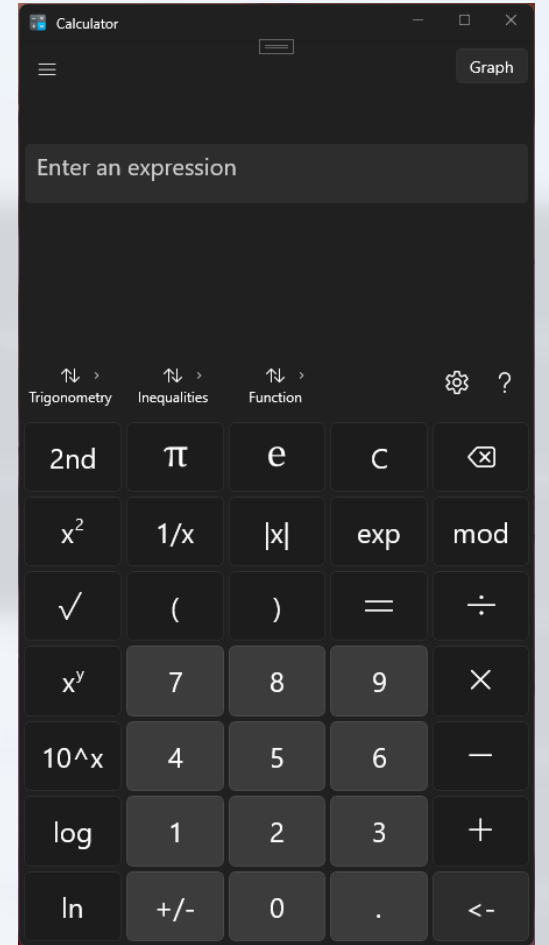 Calculator
Graph
Enter an expression
Trigonometry Inequalities Function ?
2nd π e C
x² 1/x |x| exp mod
√ ( ) = ÷
xʸ 7 8 9 ×
10^x 4 5 6 −
log 1 2 3 +
ln +/- 0 . <-